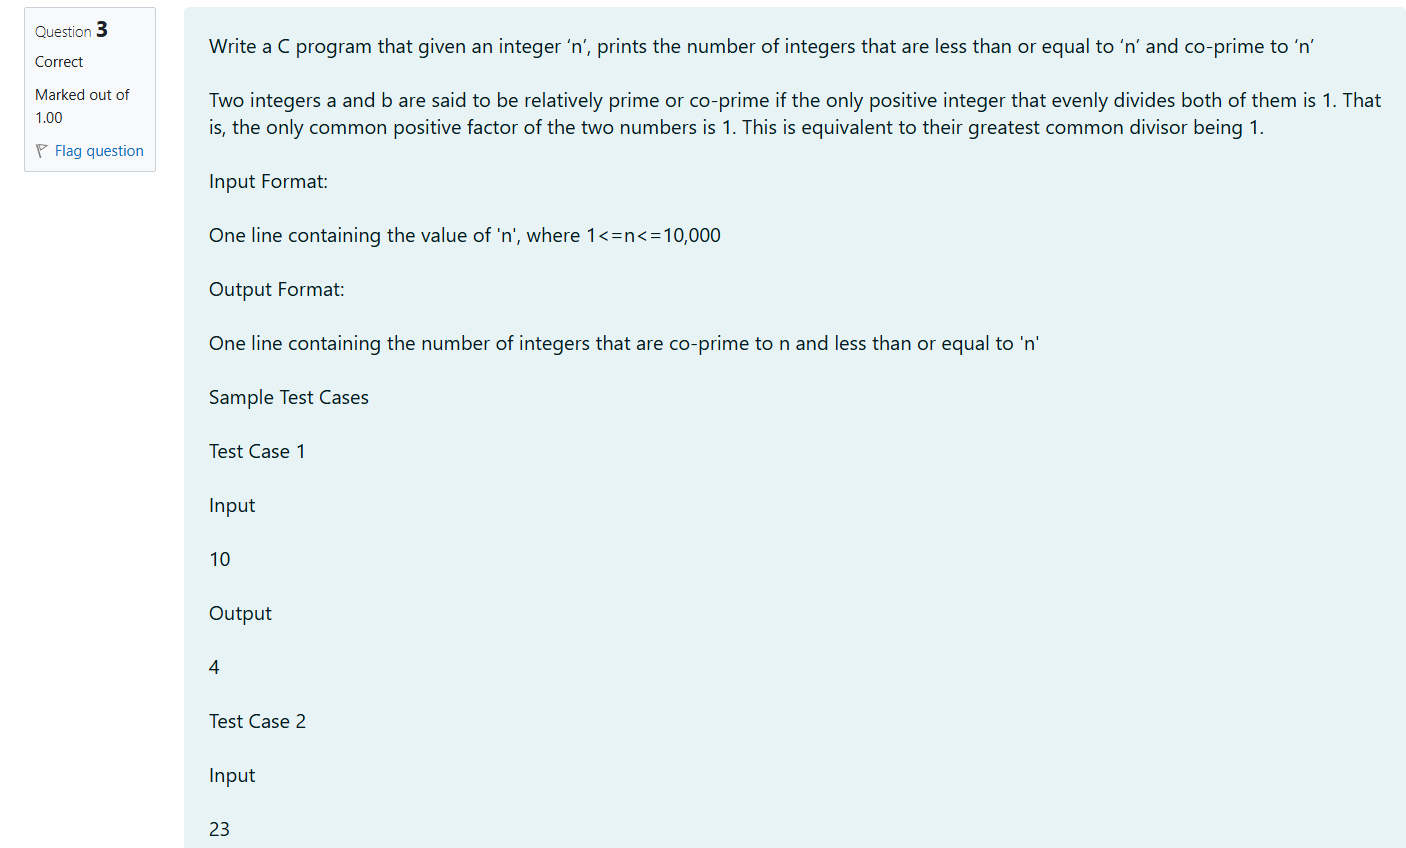 Question 3
Correct
Marked out of
1.00
Flag question
Write a C program that given an integer ‘n’, prints the number of integers that are less than or equal to ‘n’ and co-prime to ‘n’
Two integers a and b are said to be relatively prime or co-prime if the only positive integer that evenly divides both of them is 1. That
is, the only common positive factor of the two numbers is 1. This is equivalent to their greatest common divisor being 1.
Input Format:
One line containing the value of 'n', where 1<=n<=10,000
Output Format:
One line containing the number of integers that are co-prime to n and less than or equal to 'n'
Sample Test Cases
Test Case 1
Input
10
Output
4
Test Case 2
Input
23